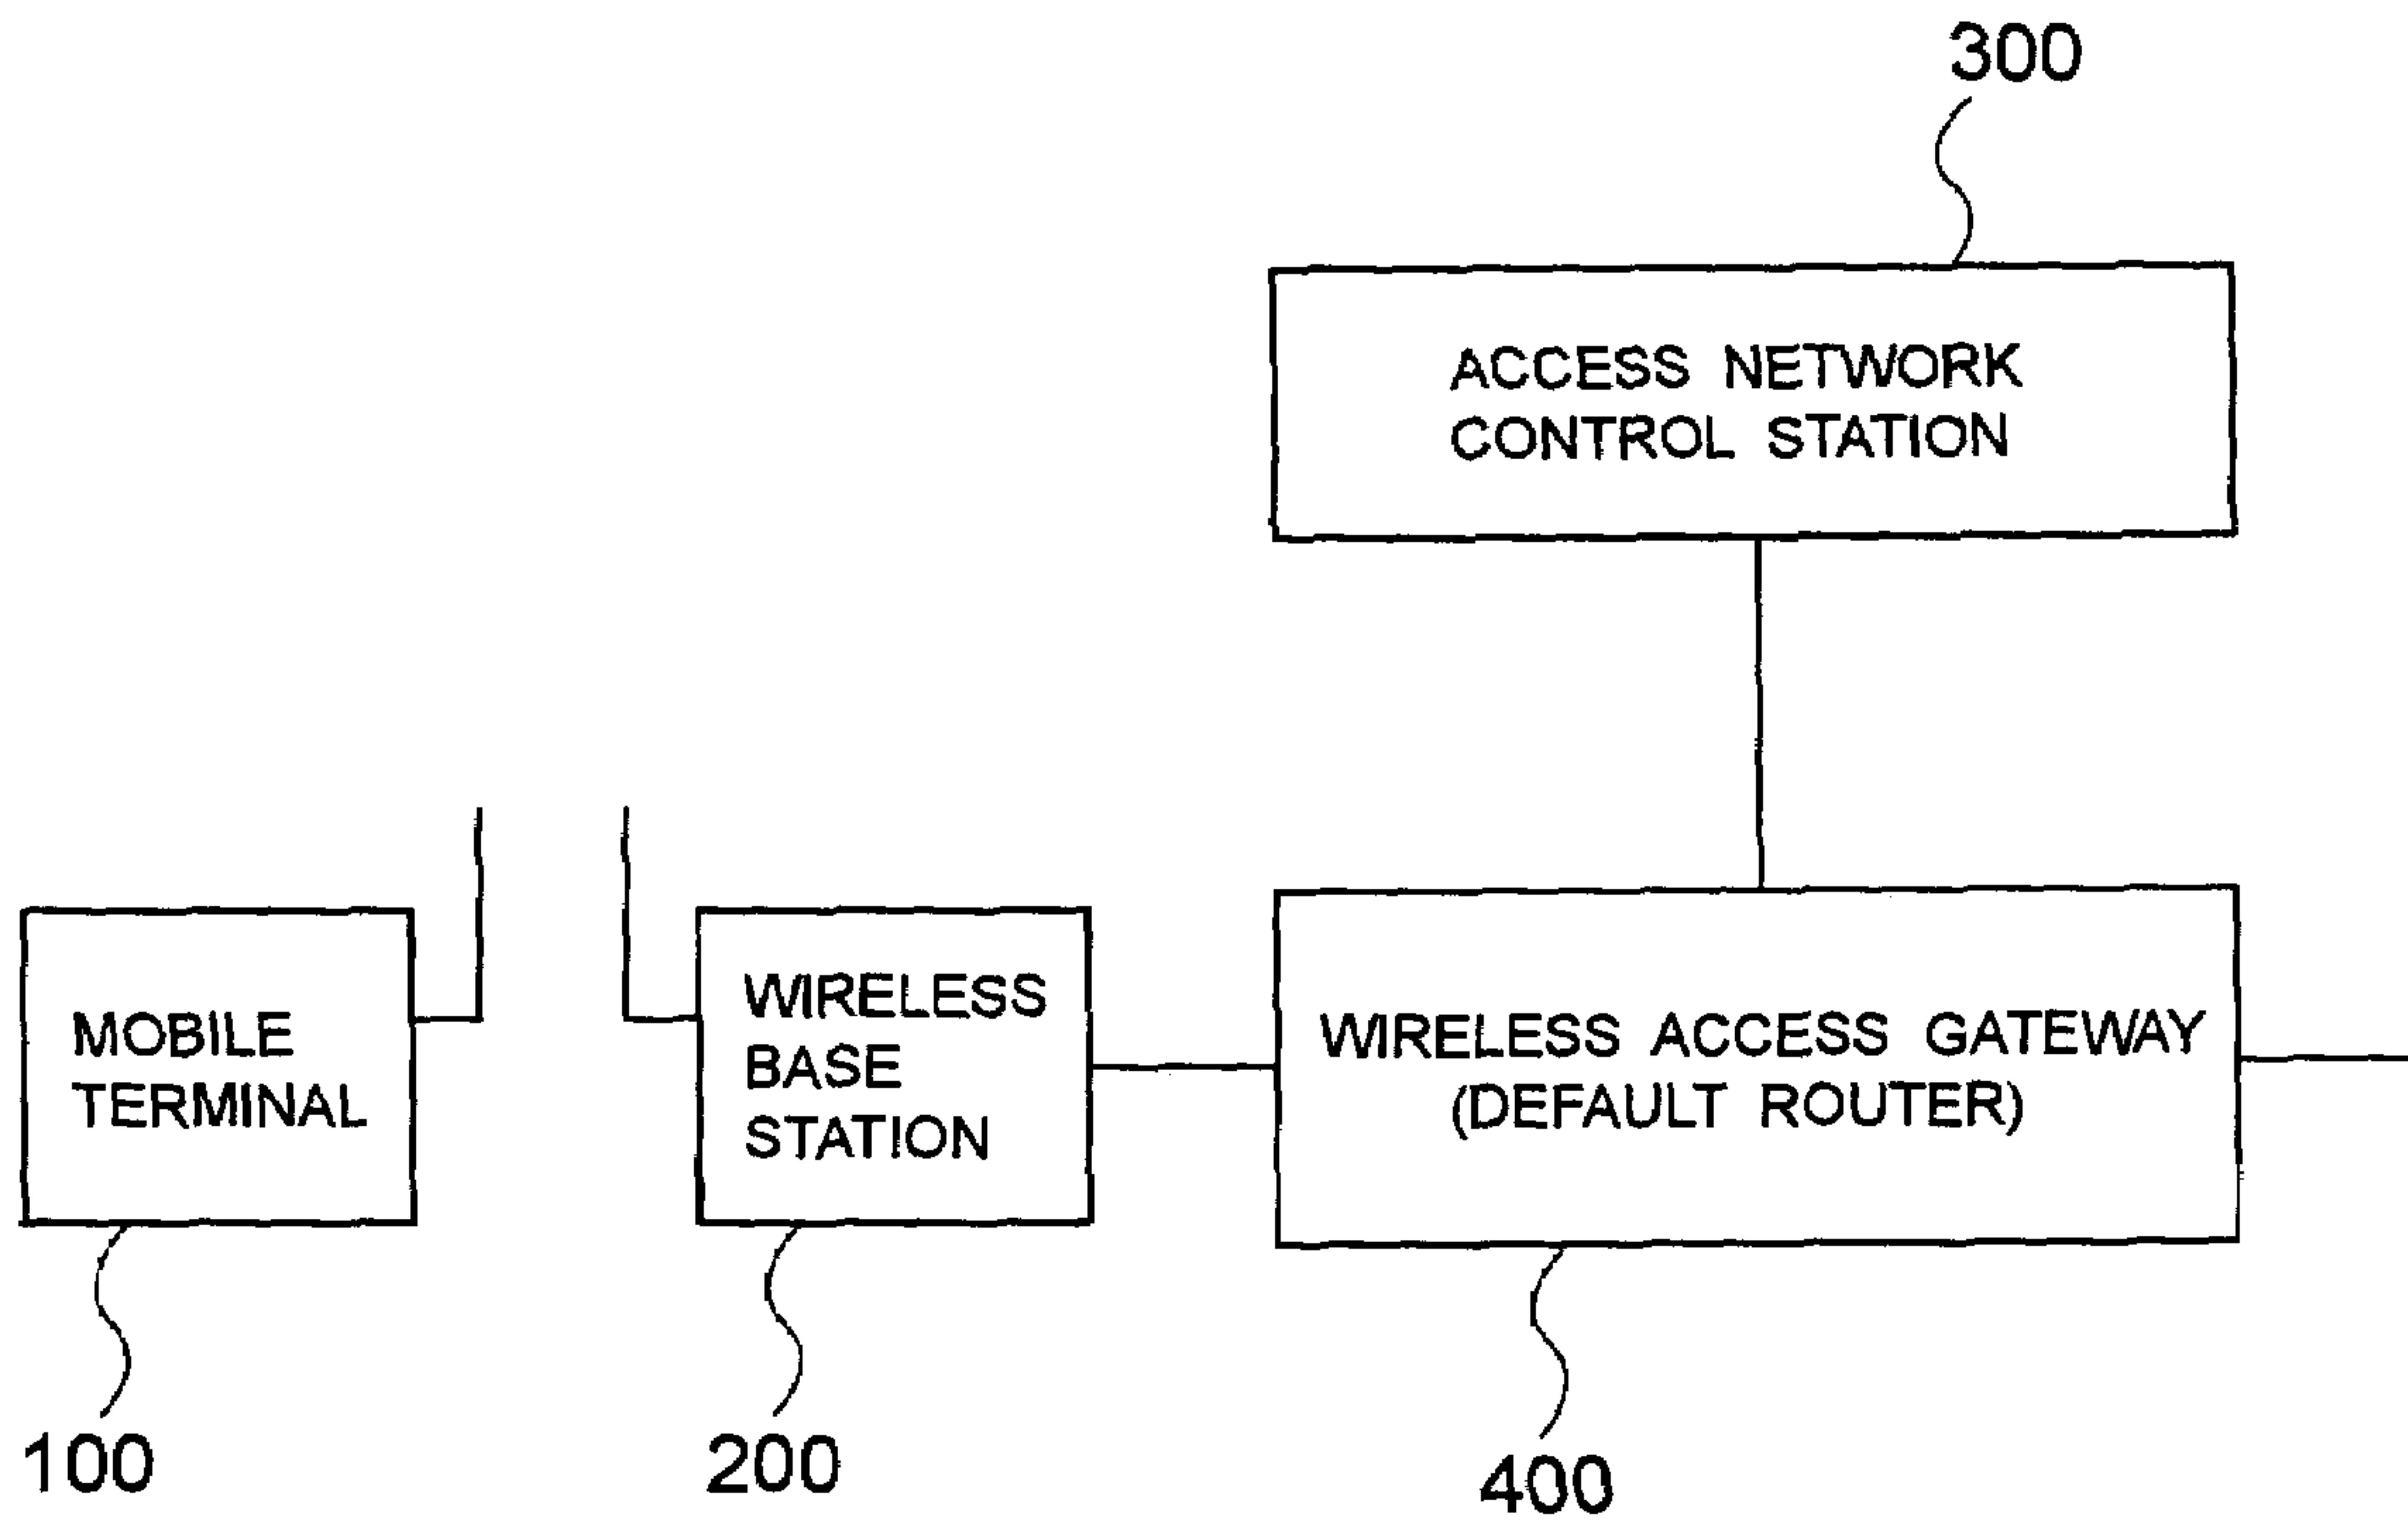 300
ACCESS NETWORK
CONTROL STATION
MOBILE
TERMINAL
WIRELESS
BASE
STATION
WIRELESS ACCESS GATEWAY
(DEFAULT ROUTER)
100
200
400